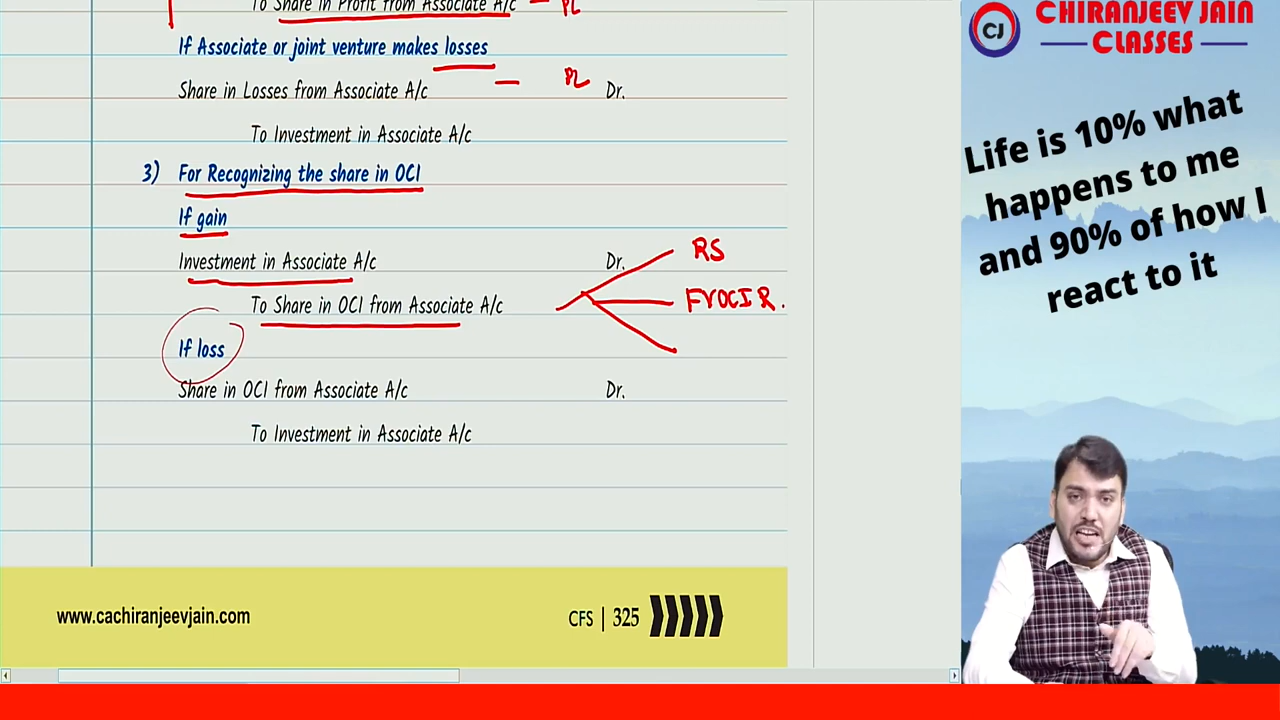 To Share in Profit from Associate A/c — PL
If Associate or joint venture makes losses
Share in Losses from Associate A/c — PL Dr.
To Investment in Associate A/c
3) For Recognizing the share in OCI
If gain
Investment in Associate A/c Dr.
To Share in OCI from Associate A/c
RS
FVOCI R.
If loss
Share in OCI from Associate A/c Dr.
To Investment in Associate A/c
www.cachiranjeevjain.com
CFS | 325
CJ
CHIRANJEEV JAIN
CLASSES
Life is 10% what
happens to me
and 90% of how I
react to it